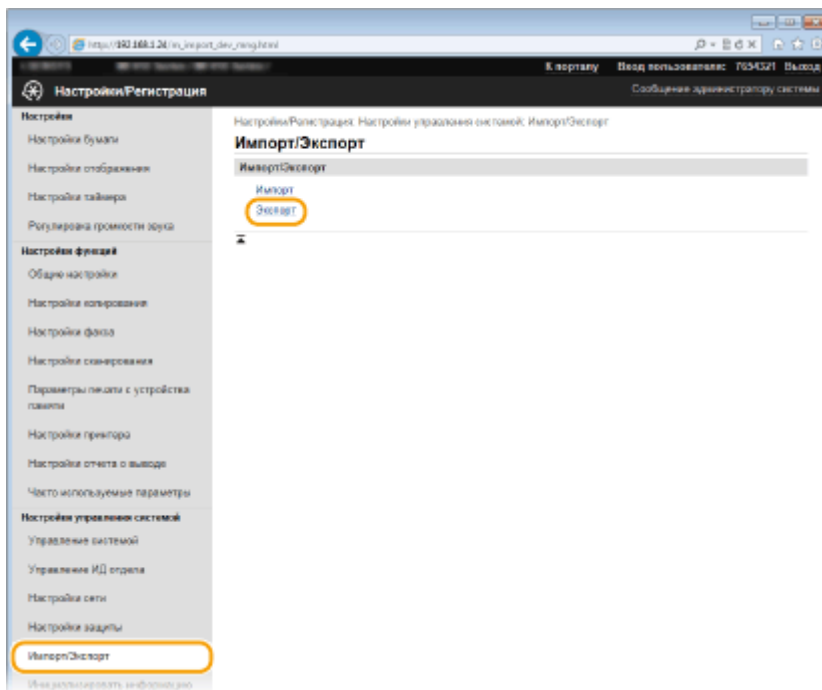 http://192.168.1.24/m_import_dev_mng.html
К порталу Вход пользователя: 7654321 Выход
Настройки/Регистрация
Сообщение администратору системы
Настройки
Настройки бумаги
Настройки отображения
Настройки таймера
Регулировка громкости звука
Настройки функций
Общие настройки
Настройки копирования
Настройки факса
Настройки сканирования
Параметры печати с устройства
памяти
Настройки принтера
Настройки отчета о выводе
Часто используемые параметры
Настройки управления системой
Управление системой
Управление ИД отдела
Настройки сети
Настройки защиты
Импорт/Экспорт
Инициализировать информацию
Настройки/Регистрация: Настройки управления системой: Импорт/Экспорт
Импорт/Экспорт
Импорт/Экспорт
Импорт
Экспорт